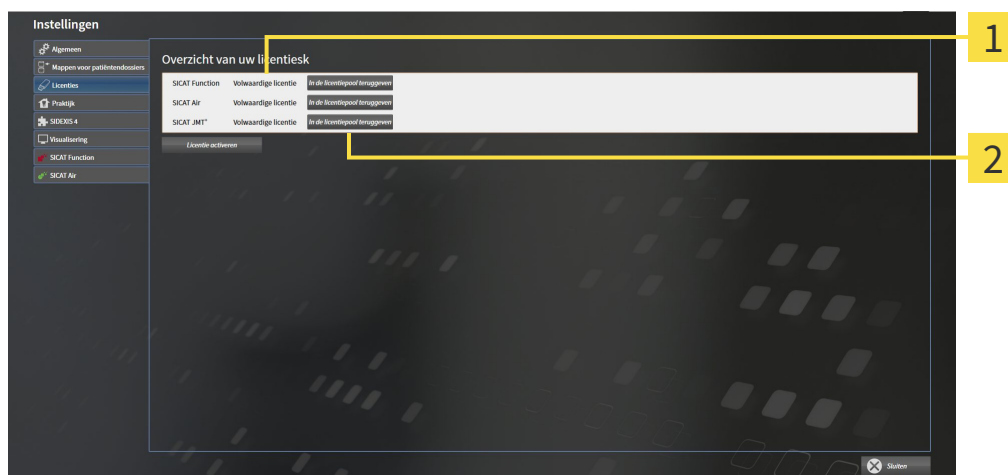 Instellingen
1
Algemeen
Mappen voor patiëntendossiers
Licenties
Praktijk
SIDEXIS 4
Visualisering
SICAT Function
SICAT Air
Overzicht van uw licentiesk
SICAT Function Volwaardige licentie In de licentiepool teruggeven
SICAT Air Volwaardige licentie In de licentiepool teruggeven
SICAT JMT⁺ Volwaardige licentie In de licentiepool teruggeven
Licentie activeren
2
Sluiten